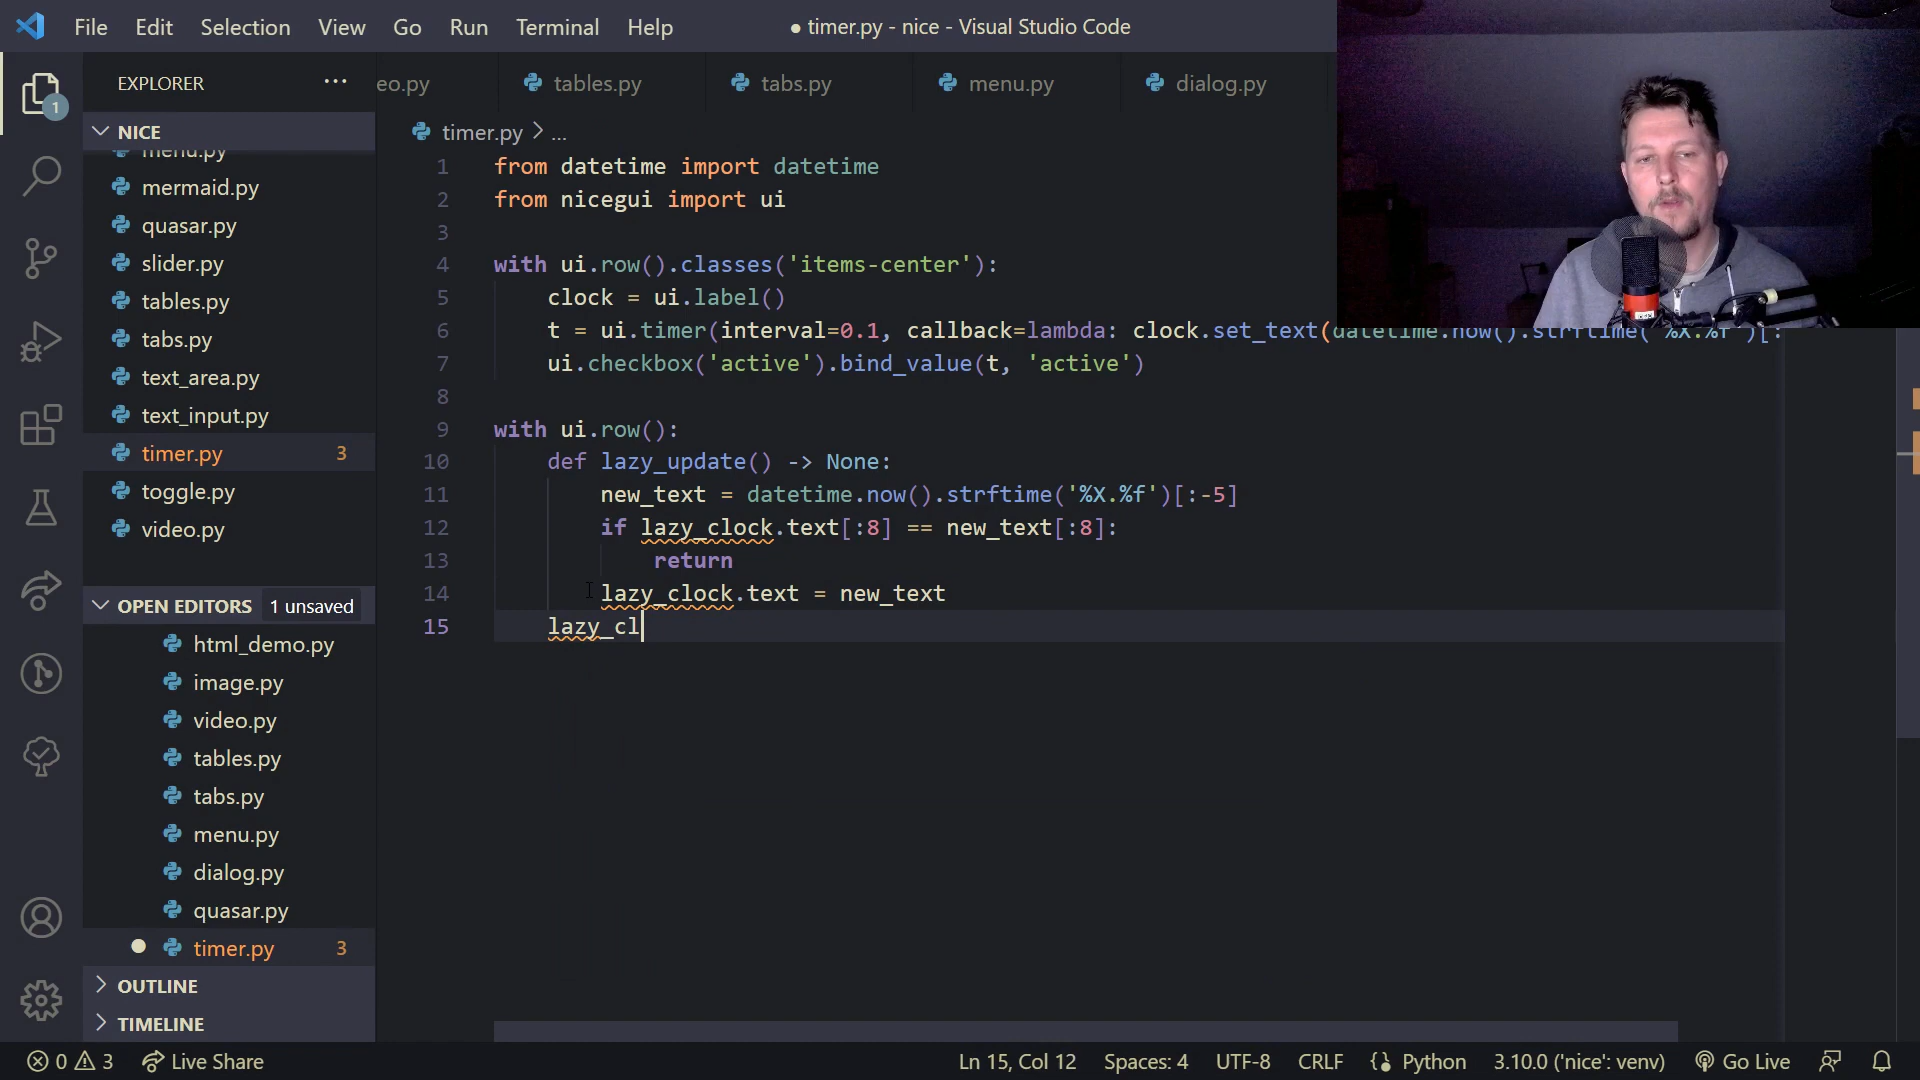 File Edit Selection View Go Run Terminal Help
● timer.py - nice - Visual Studio Code
EXPLORER ...
NICE
menu.py
mermaid.py
quasar.py
slider.py
tables.py
tabs.py
text_area.py
text_input.py
timer.py 3
toggle.py
video.py
OPEN EDITORS 1 unsaved
html_demo.py
image.py
video.py
tables.py
tabs.py
menu.py
dialog.py
quasar.py
timer.py 3
OUTLINE
TIMELINE
eo.py tables.py tabs.py menu.py dialog.py
timer.py > ...
1 from datetime import datetime
2 from nicegui import ui
3
4 with ui.row().classes('items-center'):
5 clock = ui.label()
6 t = ui.timer(interval=0.1, callback=lambda: clock.set_text(datetime.now().strftime('%X.%f')[:
7 ui.checkbox('active').bind_value(t, 'active')
8
9 with ui.row():
10 def lazy_update() -> None:
11 new_text = datetime.now().strftime('%X.%f')[:-5]
12 if lazy_clock.text[:8] == new_text[:8]:
13 return
14 lazy_clock.text = new_text
15 lazy_cl
0 3 Live Share Ln 15, Col 12 Spaces: 4 UTF-8 CRLF Python 3.10.0 ('nice': venv) Go Live